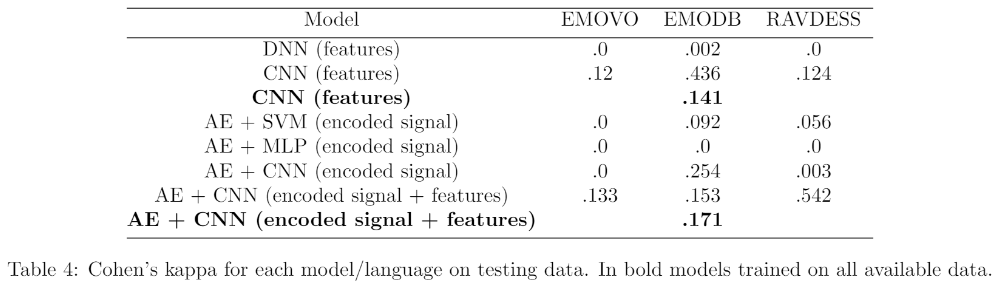 Model EMOVO EMODB RAVDESS
DNN (features) .0 .002 .0
CNN (features) .12 .436 .124
CNN (features) .141
AE + SVM (encoded signal) .0 .092 .056
AE + MLP (encoded signal) .0 .0 .0
AE + CNN (encoded signal) .0 .254 .003
AE + CNN (encoded signal + features) .133 .153 .542
AE + CNN (encoded signal + features) .171
Table 4: Cohen's kappa for each model/language on testing data. In bold models trained on all available data.